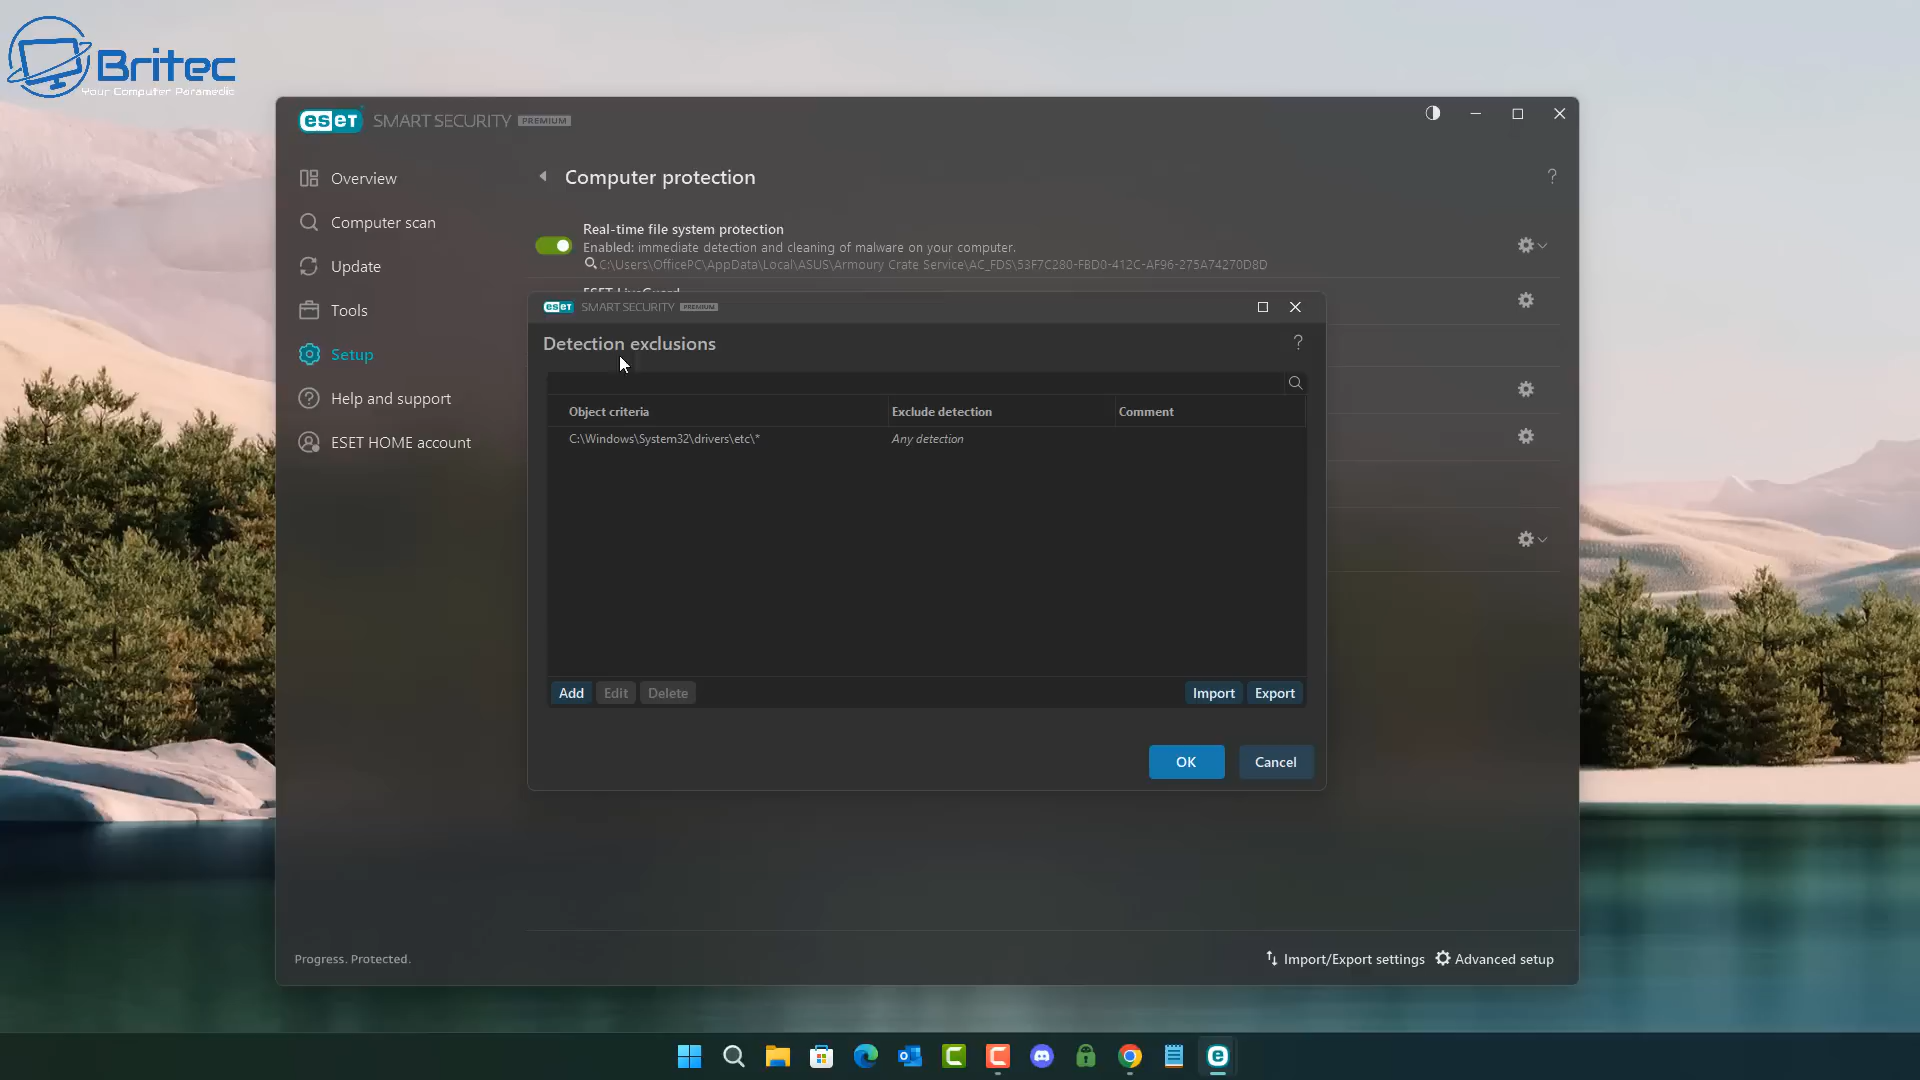 Britec
Your Computer Paramedic
eset SMART SECURITY PREMIUM
Overview
Computer scan
Update
Tools
Setup
Help and support
ESET HOME account
Computer protection
?
Real-time file system protection
Enabled: immediate detection and cleaning of malware on your computer.
C:\Users\OfficePC\AppData\Local\ASUS\Armoury Crate Service\AC_FDS\53F7C280-FBD0-412C-AF96-275A74270D8D
eset SMART SECURITY PREMIUM
Detection exclusions
?
Object criteria Exclude detection Comment
C:\Windows\System32\drivers\etc\* Any detection
Add Edit Delete Import Export
OK Cancel
Progress. Protected.
Import/Export settings Advanced setup